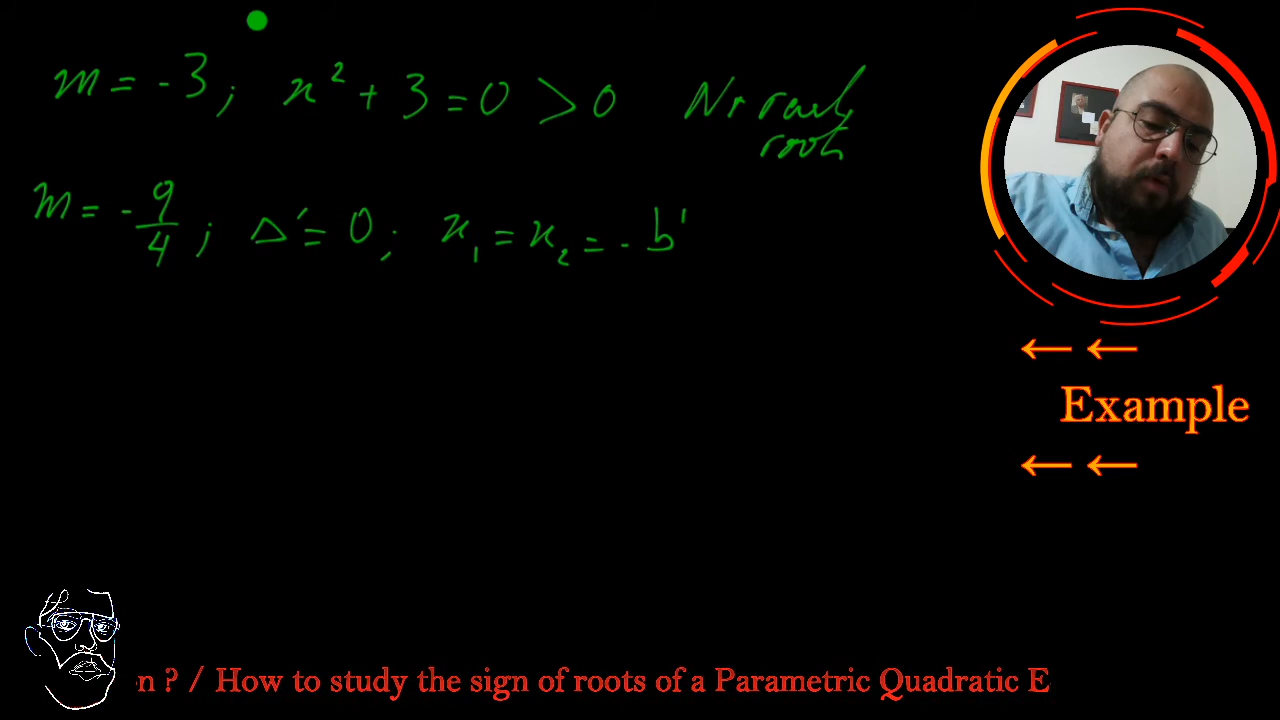 m = -3 ; x² + 3 = 0 > 0 No real roots
m = -9/4 ; Δ' = 0 ; x₁ = x₂ = - b'
← ←
Example
← ←
n ? / How to study the sign of roots of a Parametric Quadratic E